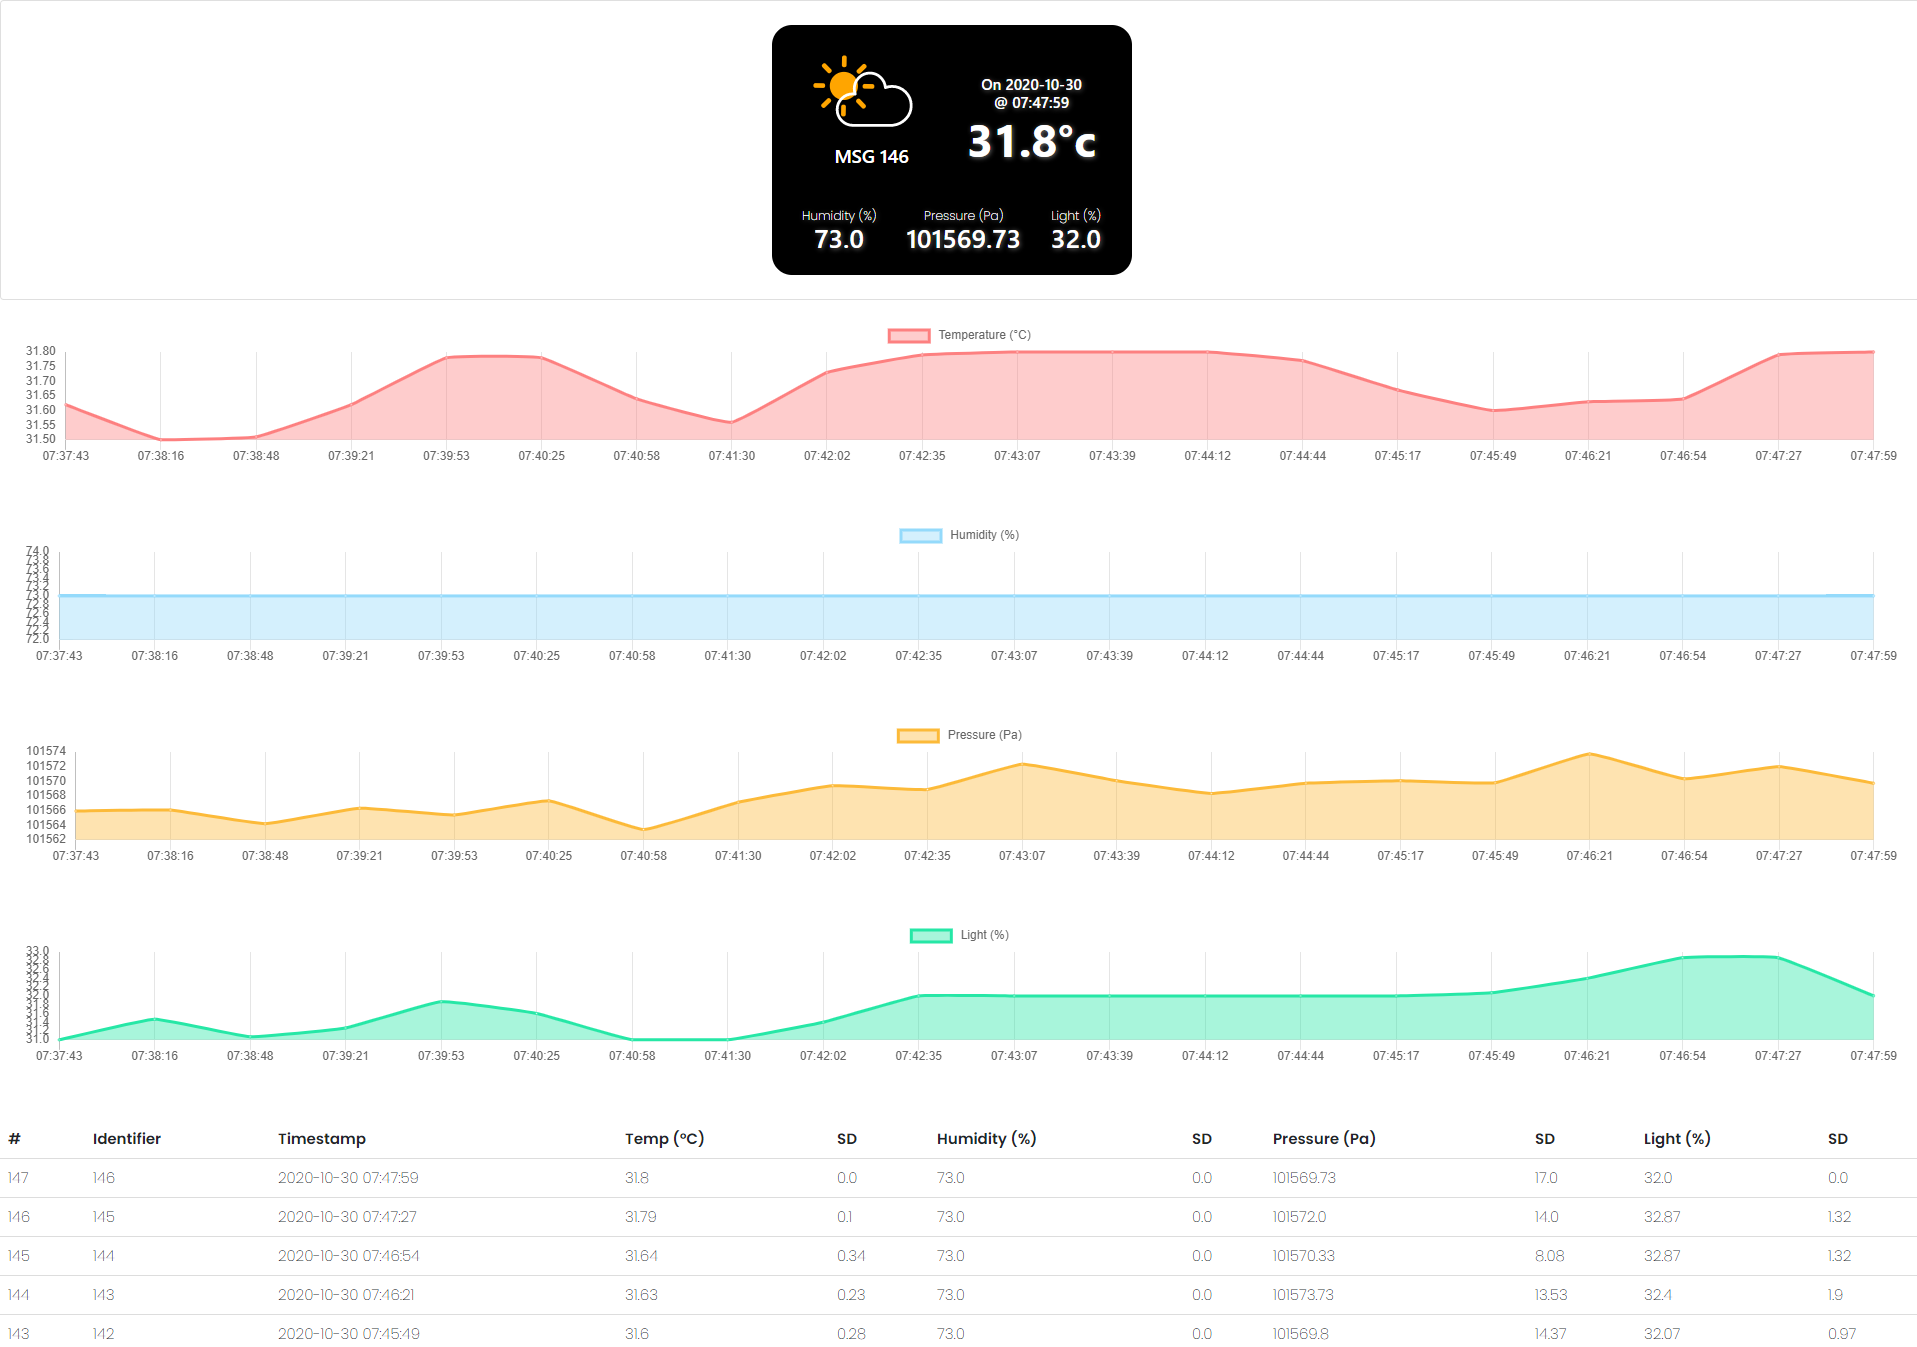 On 2020-10-30
@ 07:47:59
31.8°c
MSG 146
Humidity (%) Pressure (Pa) Light (%)
73.0 101569.73 32.0
Temperature (°C)
31.80
31.75
31.70
31.65
31.60
31.55
31.50
07:37:43 07:38:16 07:38:48 07:39:21 07:39:53 07:40:25 07:40:58 07:41:30 07:42:02 07:42:35 07:43:07 07:43:39 07:44:12 07:44:44 07:45:17 07:45:49 07:46:21 07:46:54 07:47:27 07:47:59
Humidity (%)
74.0
73.8
73.6
73.4
73.2
73.0
72.8
72.6
72.4
72.2
72.0
07:37:43 07:38:16 07:38:48 07:39:21 07:39:53 07:40:25 07:40:58 07:41:30 07:42:02 07:42:35 07:43:07 07:43:39 07:44:12 07:44:44 07:45:17 07:45:49 07:46:21 07:46:54 07:47:27 07:47:59
Pressure (Pa)
101574
101572
101570
101568
101566
101564
101562
07:37:43 07:38:16 07:38:48 07:39:21 07:39:53 07:40:25 07:40:58 07:41:30 07:42:02 07:42:35 07:43:07 07:43:39 07:44:12 07:44:44 07:45:17 07:45:49 07:46:21 07:46:54 07:47:27 07:47:59
Light (%)
33.0
32.8
32.6
32.4
32.2
32.0
31.8
31.6
31.4
31.2
31.0
07:37:43 07:38:16 07:38:48 07:39:21 07:39:53 07:40:25 07:40:58 07:41:30 07:42:02 07:42:35 07:43:07 07:43:39 07:44:12 07:44:44 07:45:17 07:45:49 07:46:21 07:46:54 07:47:27 07:47:59
# Identifier Timestamp Temp (°C) SD Humidity (%) SD Pressure (Pa) SD Light (%) SD
147 146 2020-10-30 07:47:59 31.8 0.0 73.0 0.0 101569.73 17.0 32.0 0.0
146 145 2020-10-30 07:47:27 31.79 0.1 73.0 0.0 101572.0 14.0 32.87 1.32
145 144 2020-10-30 07:46:54 31.64 0.34 73.0 0.0 101570.33 8.08 32.87 1.32
144 143 2020-10-30 07:46:21 31.63 0.23 73.0 0.0 101573.73 13.53 32.4 1.9
143 142 2020-10-30 07:45:49 31.6 0.28 73.0 0.0 101569.8 14.37 32.07 0.97